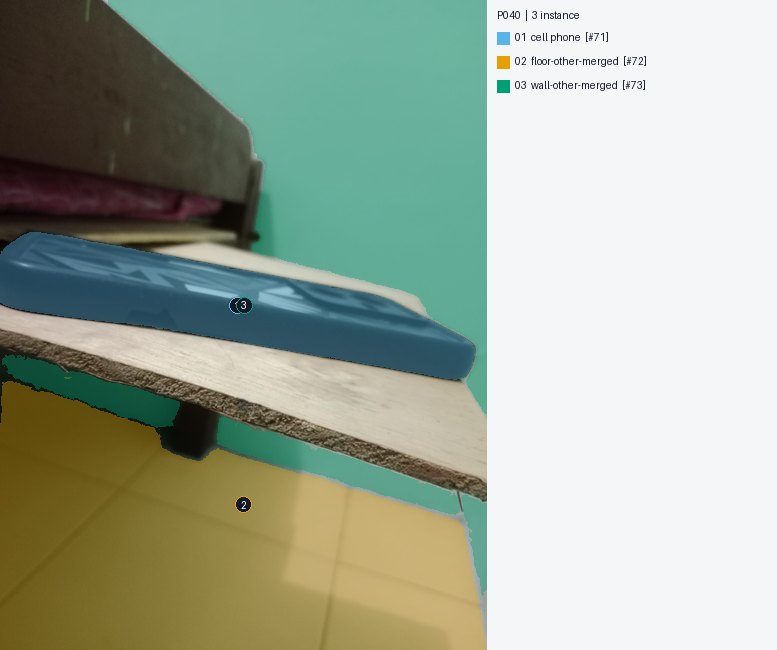 P040 | 3 instance
01 cell phone [#71]
02 floor-other-merged [#72]
03 wall-other-merged [#73]
3
2